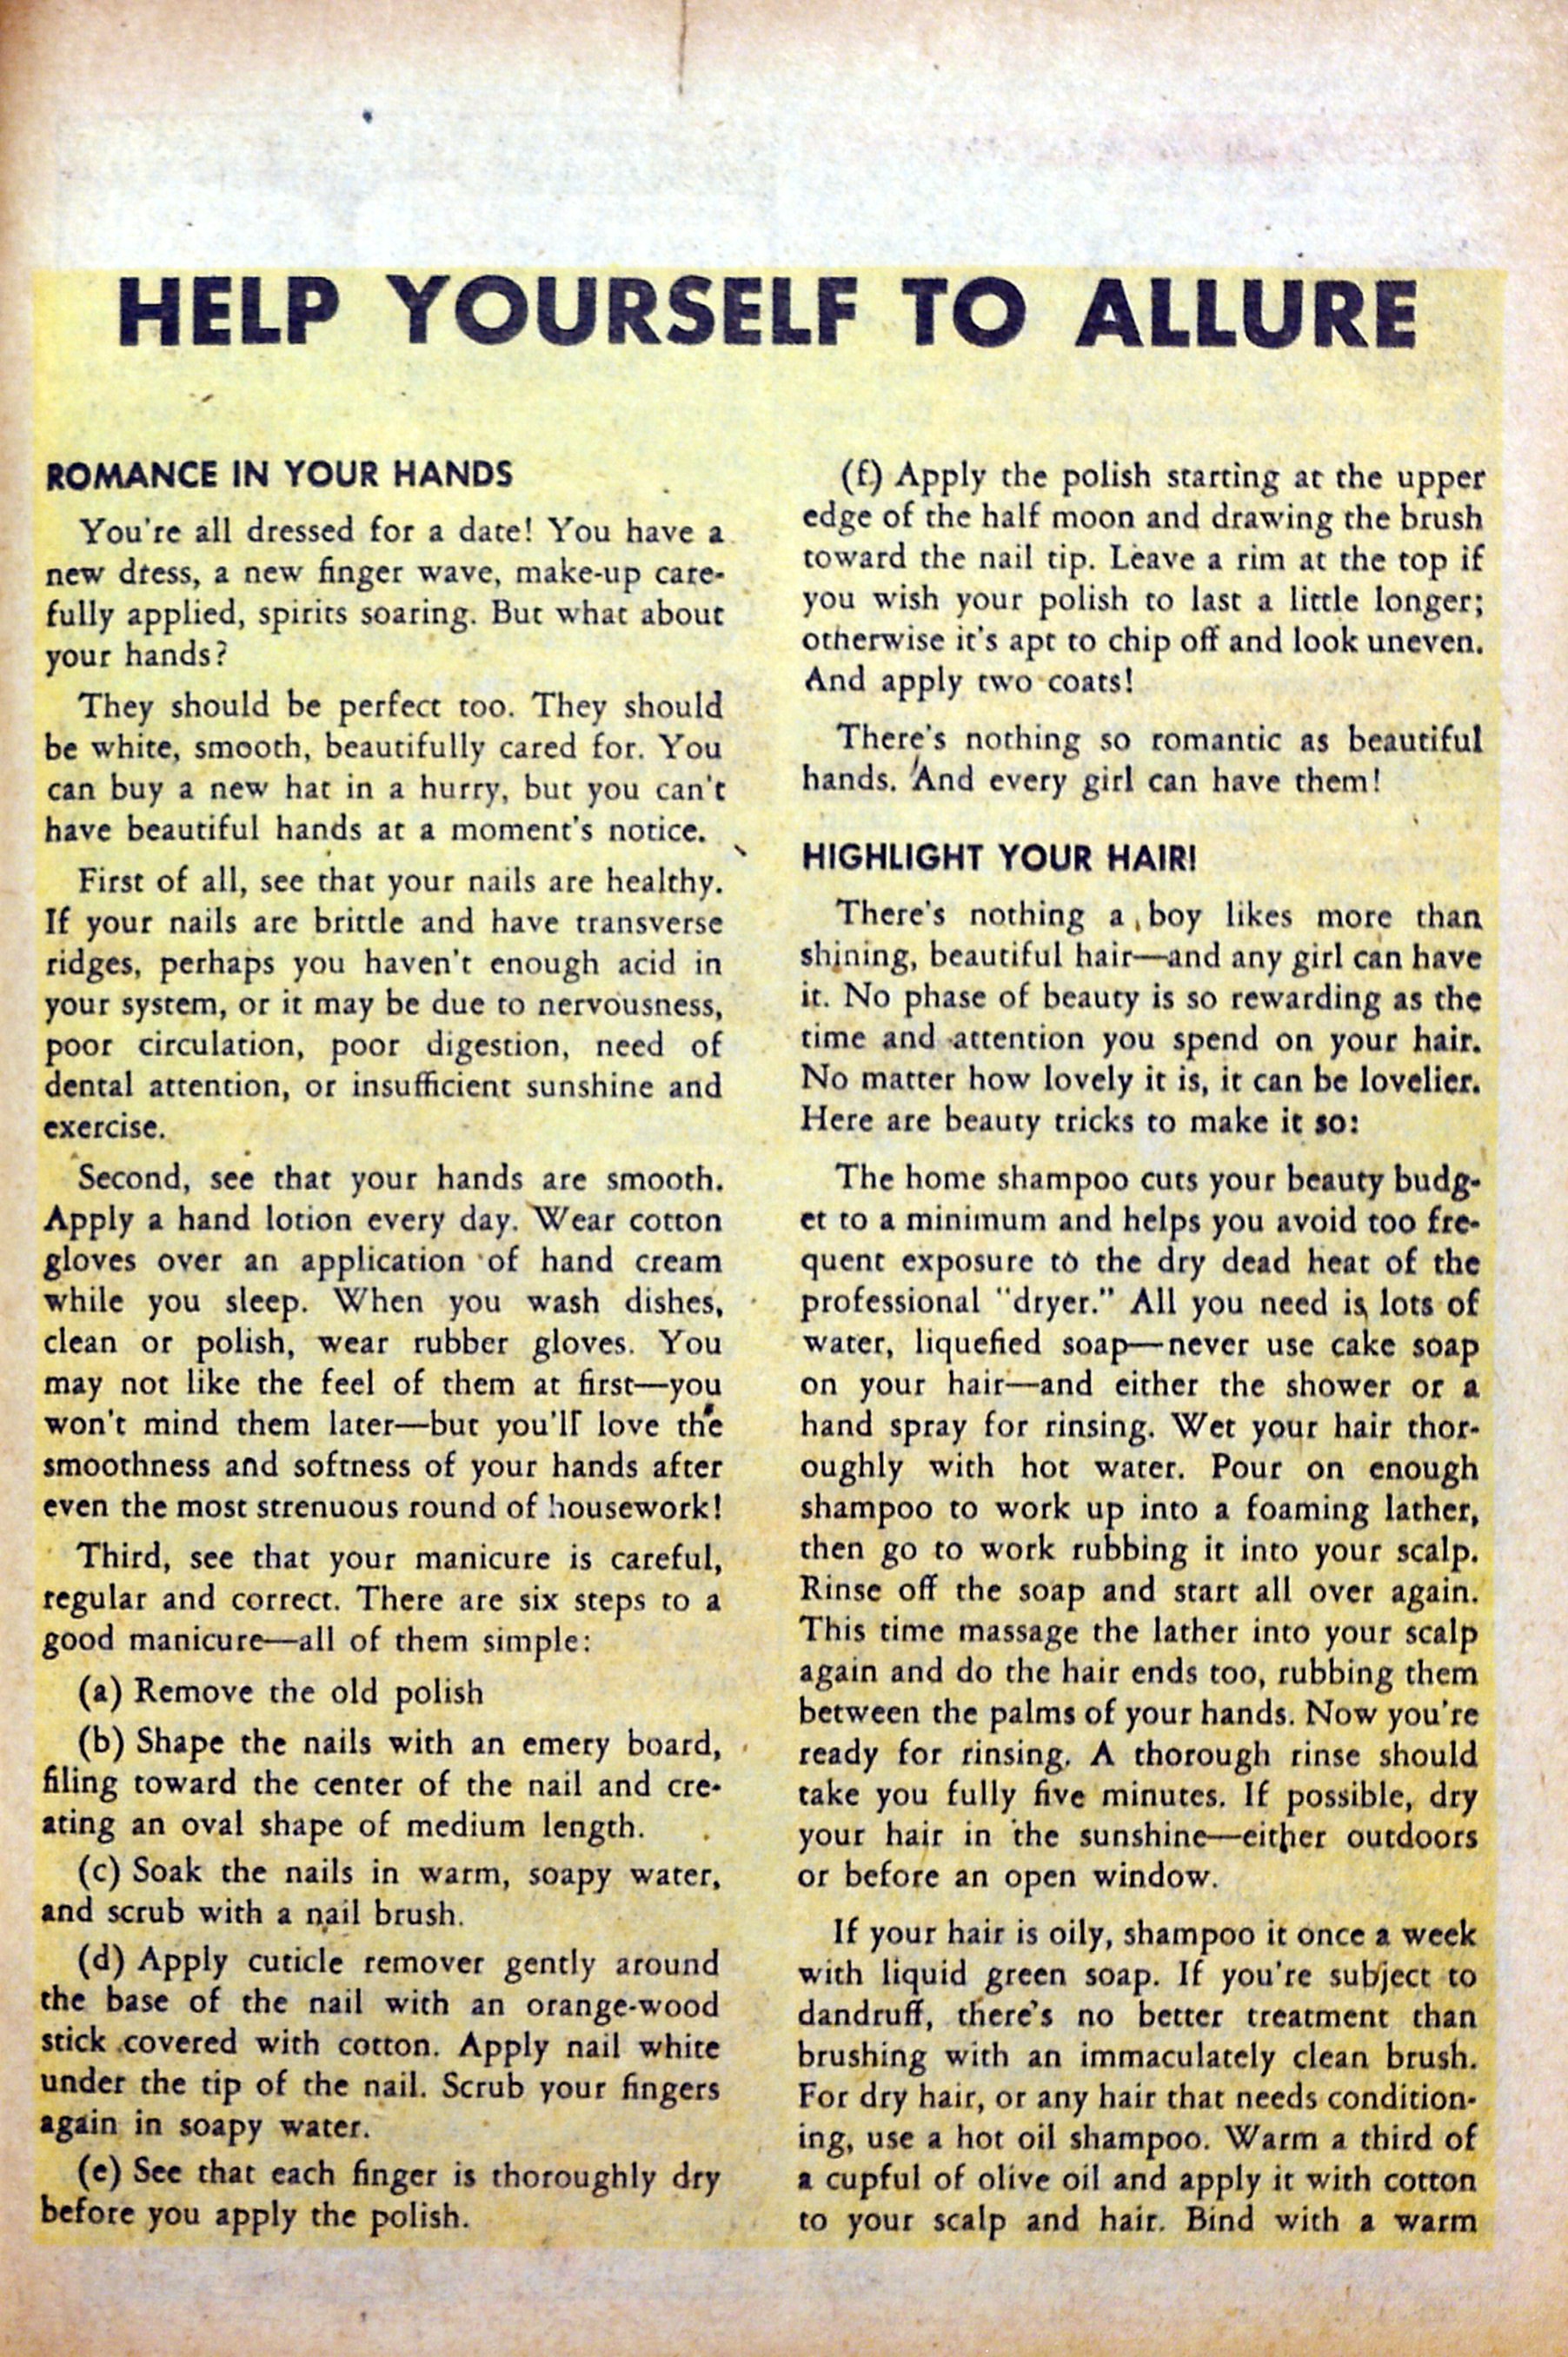 HELP YOURSELF TO ALLURE
ROMANCE IN YOUR HANDS
You're all dressed for a date! You have a
new dress, a new finger wave, make-up care-
fully applied, spirits soaring. But what about
your hands?
They should be perfect too. They should
be white, smooth, beautifully cared for. You
can buy a new hat in a hurry, but you can't
have beautiful hands at a moment's notice.
First of all, see that your nails are healthy.
If your nails are brittle and have transverse
ridges, perhaps you haven't enough acid in
your system, or it may be due to nervousness,
poor circulation, poor digestion, need of
dental attention, or insufficient sunshine and
exercise.
Second, see that your hands are smooth.
Apply a hand lotion every day. Wear cotton
gloves over an application of hand cream
while you sleep. When you wash dishes,
clean or polish, wear rubber gloves. You
may not like the feel of them at first—you
won't mind them later—but you'll love the
smoothness and softness of your hands after
even the most strenuous round of housework!
Third, see that your manicure is careful,
regular and correct. There are six steps to a
good manicure—all of them simple:
(a) Remove the old polish
(b) Shape the nails with an emery board,
filing toward the center of the nail and cre-
ating an oval shape of medium length.
(c) Soak the nails in warm, soapy water,
and scrub with a nail brush.
(d) Apply cuticle remover gently around
the base of the nail with an orange-wood
stick covered with cotton. Apply nail white
under the tip of the nail. Scrub your fingers
again in soapy water.
(e) See that each finger is thoroughly dry
before you apply the polish.
(f) Apply the polish starting at the upper
edge of the half moon and drawing the brush
toward the nail tip. Leave a rim at the top if
you wish your polish to last a little longer;
otherwise it's apt to chip off and look uneven.
And apply two coats!
There's nothing so romantic as beautiful
hands. And every girl can have them!
HIGHLIGHT YOUR HAIR!
There's nothing a boy likes more than
shining, beautiful hair—and any girl can have
it. No phase of beauty is so rewarding as the
time and attention you spend on your hair.
No matter how lovely it is, it can be lovelier.
Here are beauty tricks to make it so:
The home shampoo cuts your beauty budg-
et to a minimum and helps you avoid too fre-
quent exposure to the dry dead heat of the
professional "dryer." All you need is lots of
water, liquefied soap—never use cake soap
on your hair—and either the shower or a
hand spray for rinsing. Wet your hair thor-
oughly with hot water. Pour on enough
shampoo to work up into a foaming lather,
then go to work rubbing it into your scalp.
Rinse off the soap and start all over again.
This time massage the lather into your scalp
again and do the hair ends too, rubbing them
between the palms of your hands. Now you're
ready for rinsing. A thorough rinse should
take you fully five minutes. If possible, dry
your hair in the sunshine—either outdoors
or before an open window.
If your hair is oily, shampoo it once a week
with liquid green soap. If you're subject to
dandruff, there's no better treatment than
brushing with an immaculately clean brush.
For dry hair, or any hair that needs condition-
ing, use a hot oil shampoo. Warm a third of
a cupful of olive oil and apply it with cotton
to your scalp and hair. Bind with a warm